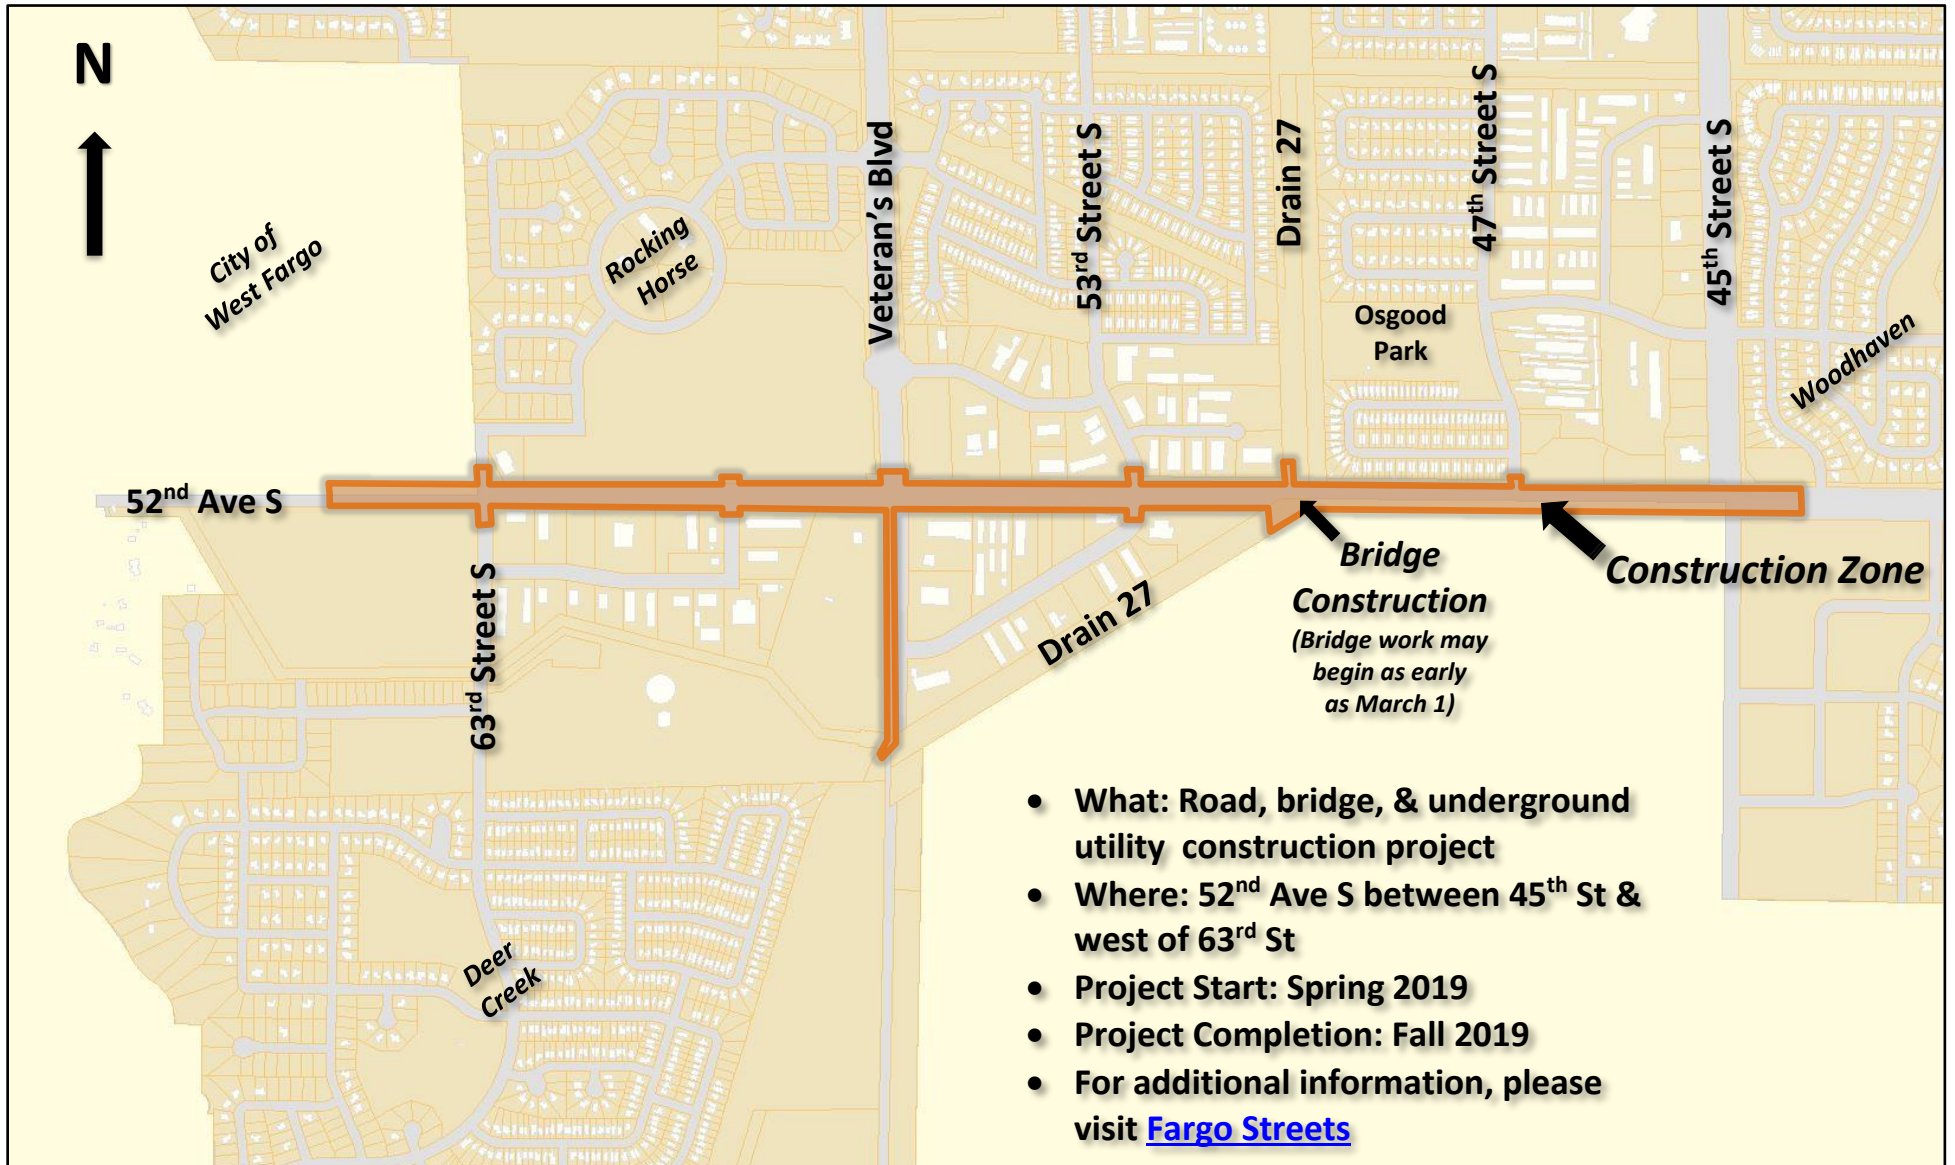 N
City of
West Fargo
Rocking
Horse
Veteran's Blvd
53rd Street S
Drain 27
47th Street S
45th Street S
Osgood
Park
Woodhaven
52nd Ave S
Bridge
Construction
(Bridge work may
begin as early
as March 1)
Construction Zone
63rd Street S
Drain 27
Deer
Creek
• What: Road, bridge, & underground
utility construction project
• Where: 52nd Ave S between 45th St &
west of 63rd St
• Project Start: Spring 2019
• Project Completion: Fall 2019
• For additional information, please
visit Fargo Streets